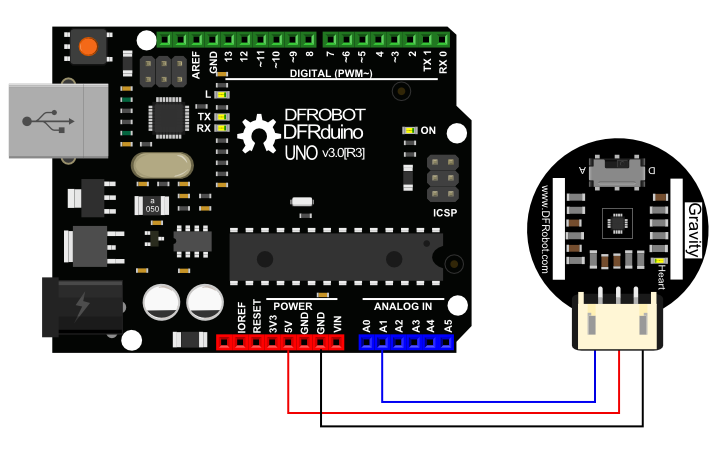 AREF
GND
13
12
~11
~10
~9
8
7
~6
~5
4
~3
2
TX 1
RX 0
DIGITAL (PWM~)
L
TX
RX
DFROBOT
DFRduino
UNO v3.0[R3]
ON
ICSP
a
050
POWER
ANALOG IN
IOREF
RESET
3V3
5V
GND
GND
VIN
A0
A1
A2
A3
A4
A5
A
D
www.DFRobot.com
Gravity
Heart